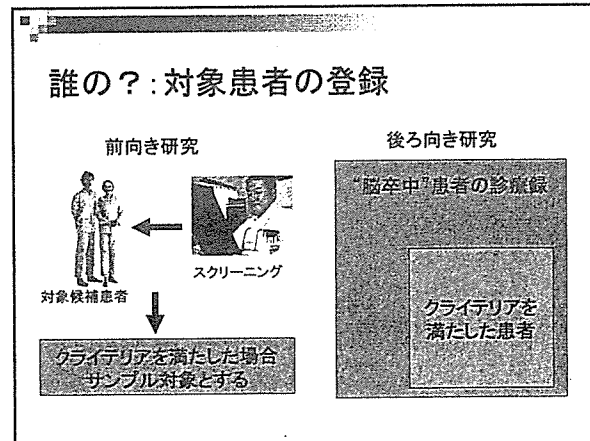 誰の？：対象患者の登録
前向き研究
スクリーニング
対象候補患者
クライテリアを満たした場合
サンプル対象とする
後ろ向き研究
“脳卒中”患者の診療録
クライテリアを
満たした患者